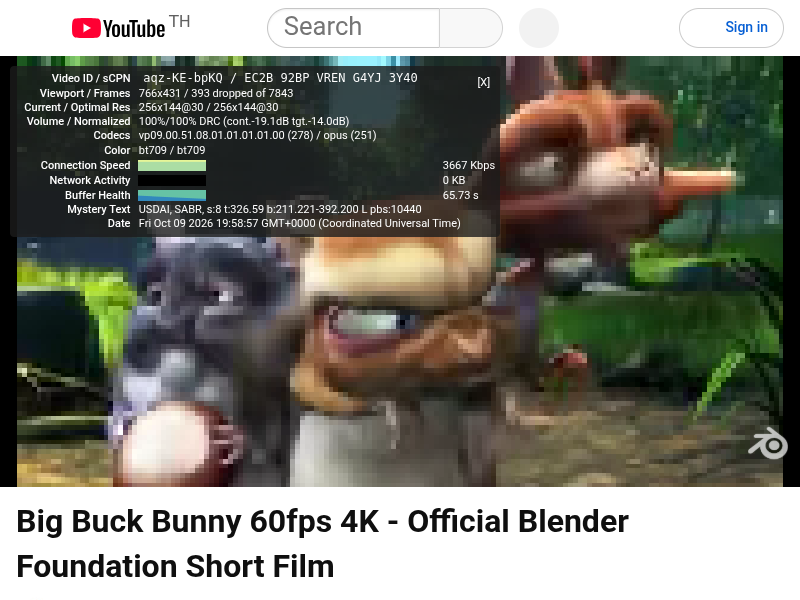 YouTube TH
Search
Sign in
Video ID / sCPN aqz-KE-bpKQ / EC2B 92BP VREN G4YJ 3Y40
[X]
Viewport / Frames 766x431 / 393 dropped of 7843
Current / Optimal Res 256x144@30 / 256x144@30
Volume / Normalized 100%/100% DRC (cont.-19.1dB tgt.-14.0dB)
Codecs vp09.00.51.08.01.01.01.01.00 (278) / opus (251)
Color bt709 / bt709
Connection Speed 3667 Kbps
Network Activity 0 KB
Buffer Health 65.73 s
Mystery Text USDAI, SABR, s:8 t:326.59 b:211.221-392.200 L pbs:10440
Date Fri Oct 09 2026 19:58:57 GMT+0000 (Coordinated Universal Time)
Big Buck Bunny 60fps 4K - Official Blender
Foundation Short Film